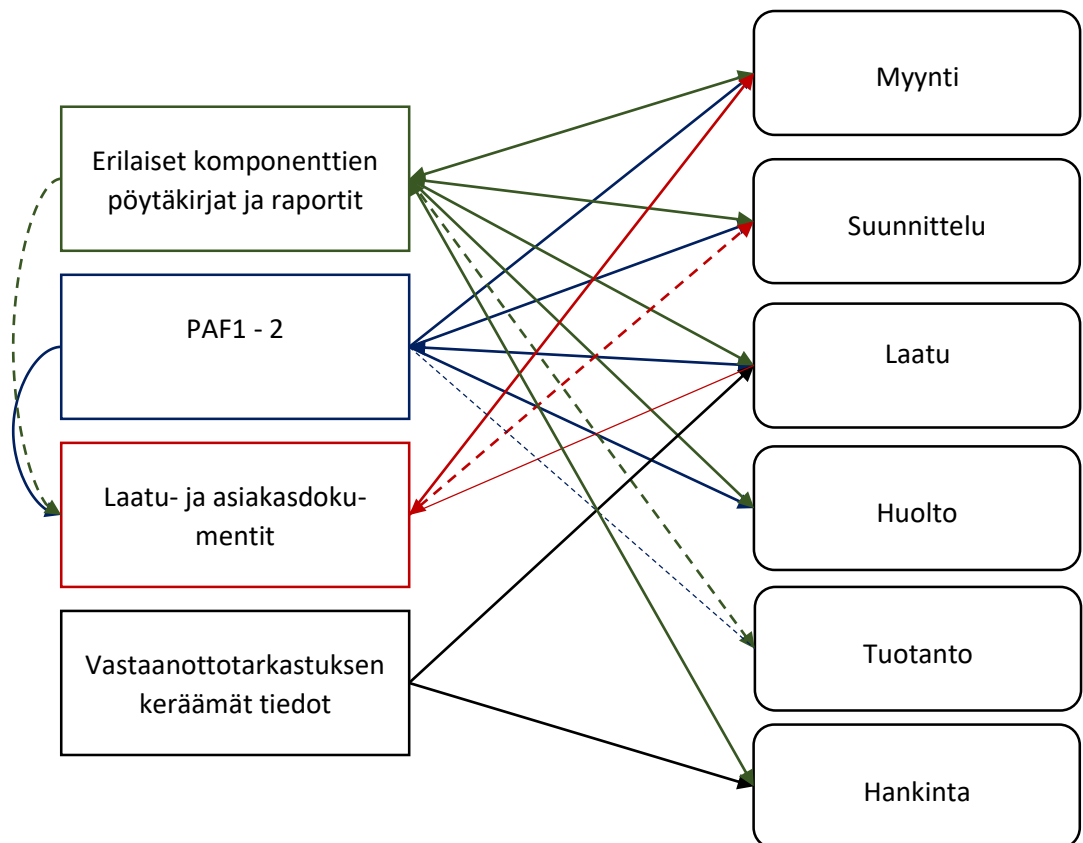 Erilaiset komponenttien
pöytäkirjat ja raportit
PAF1 - 2
Laatu- ja asiakasdoku-
mentit
Vastaanottotarkastuksen
keräämät tiedot
Myynti
Suunnittelu
Laatu
Huolto
Tuotanto
Hankinta